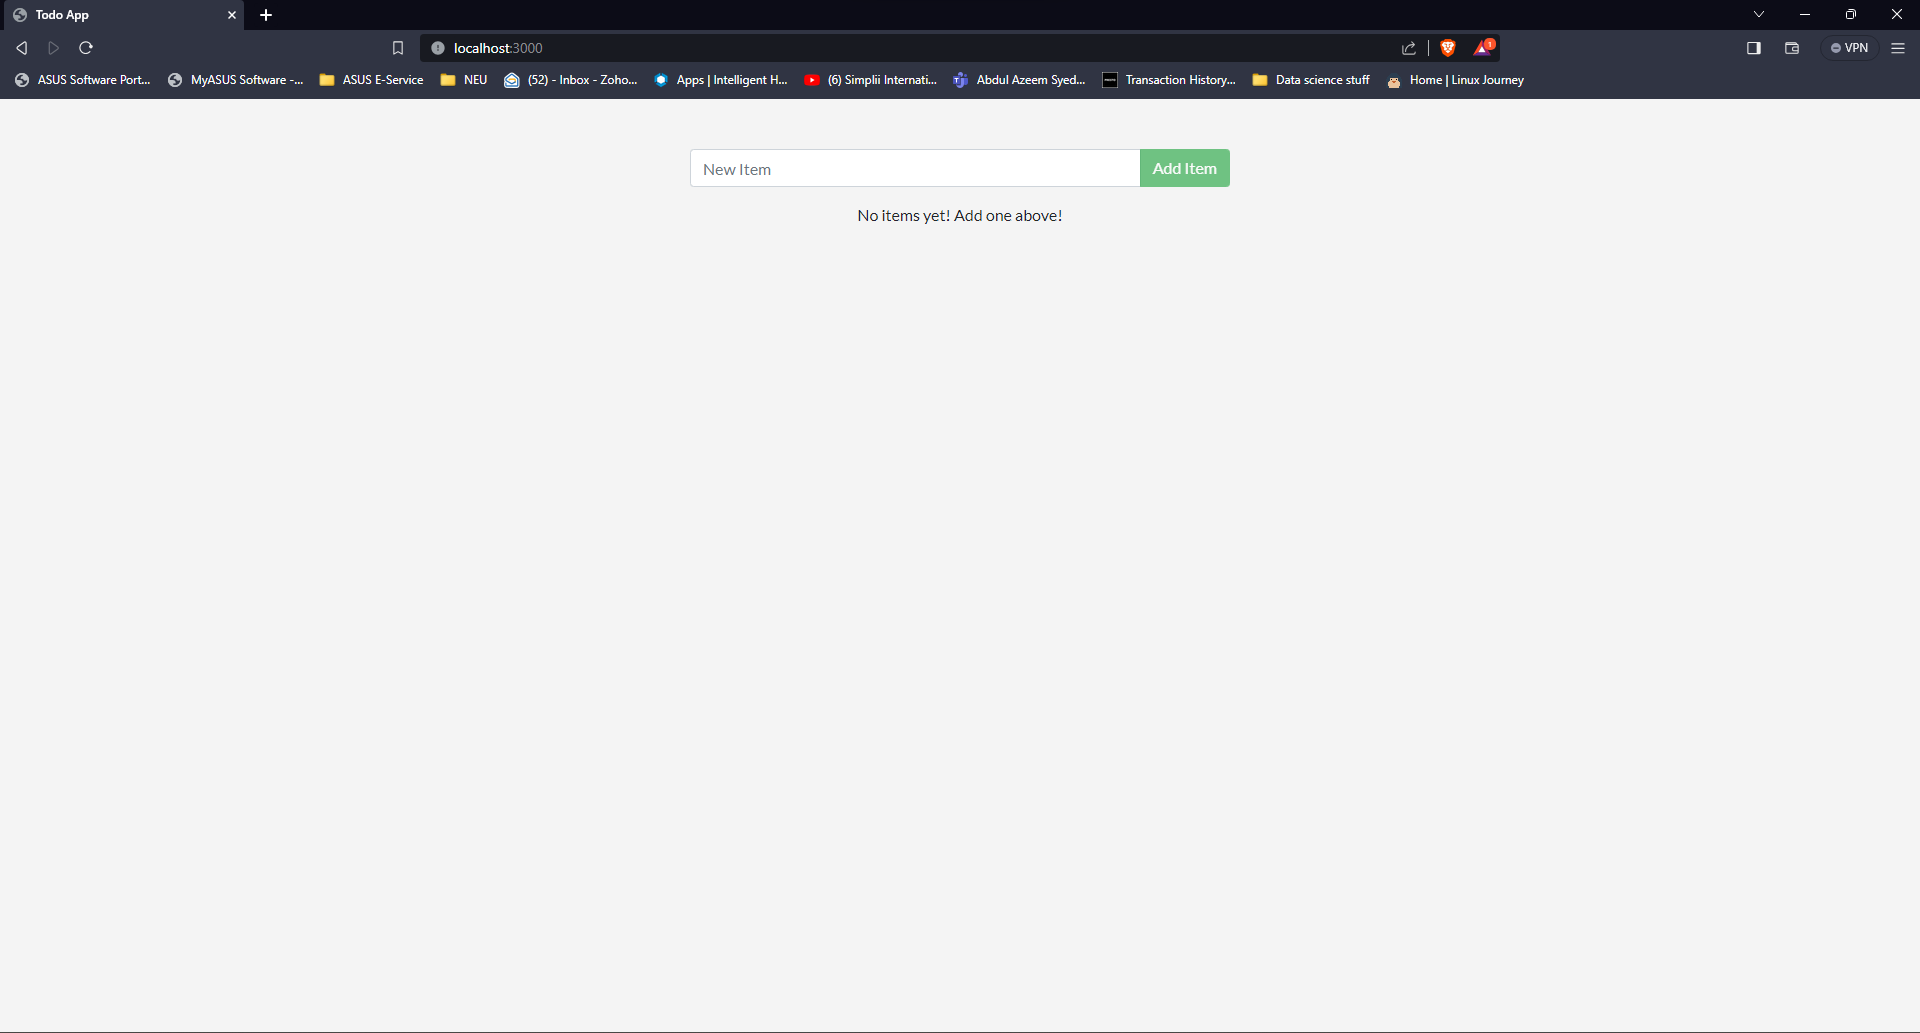 Todo App
localhost:3000
1
VPN
ASUS Software Port... MyASUS Software -... ASUS E-Service NEU (52) - Inbox - Zoho... Apps | Intelligent H... (6) Simplii Internati... Abdul Azeem Syed... Transaction History... Data science stuff Home | Linux Journey
New Item Add Item
No items yet! Add one above!